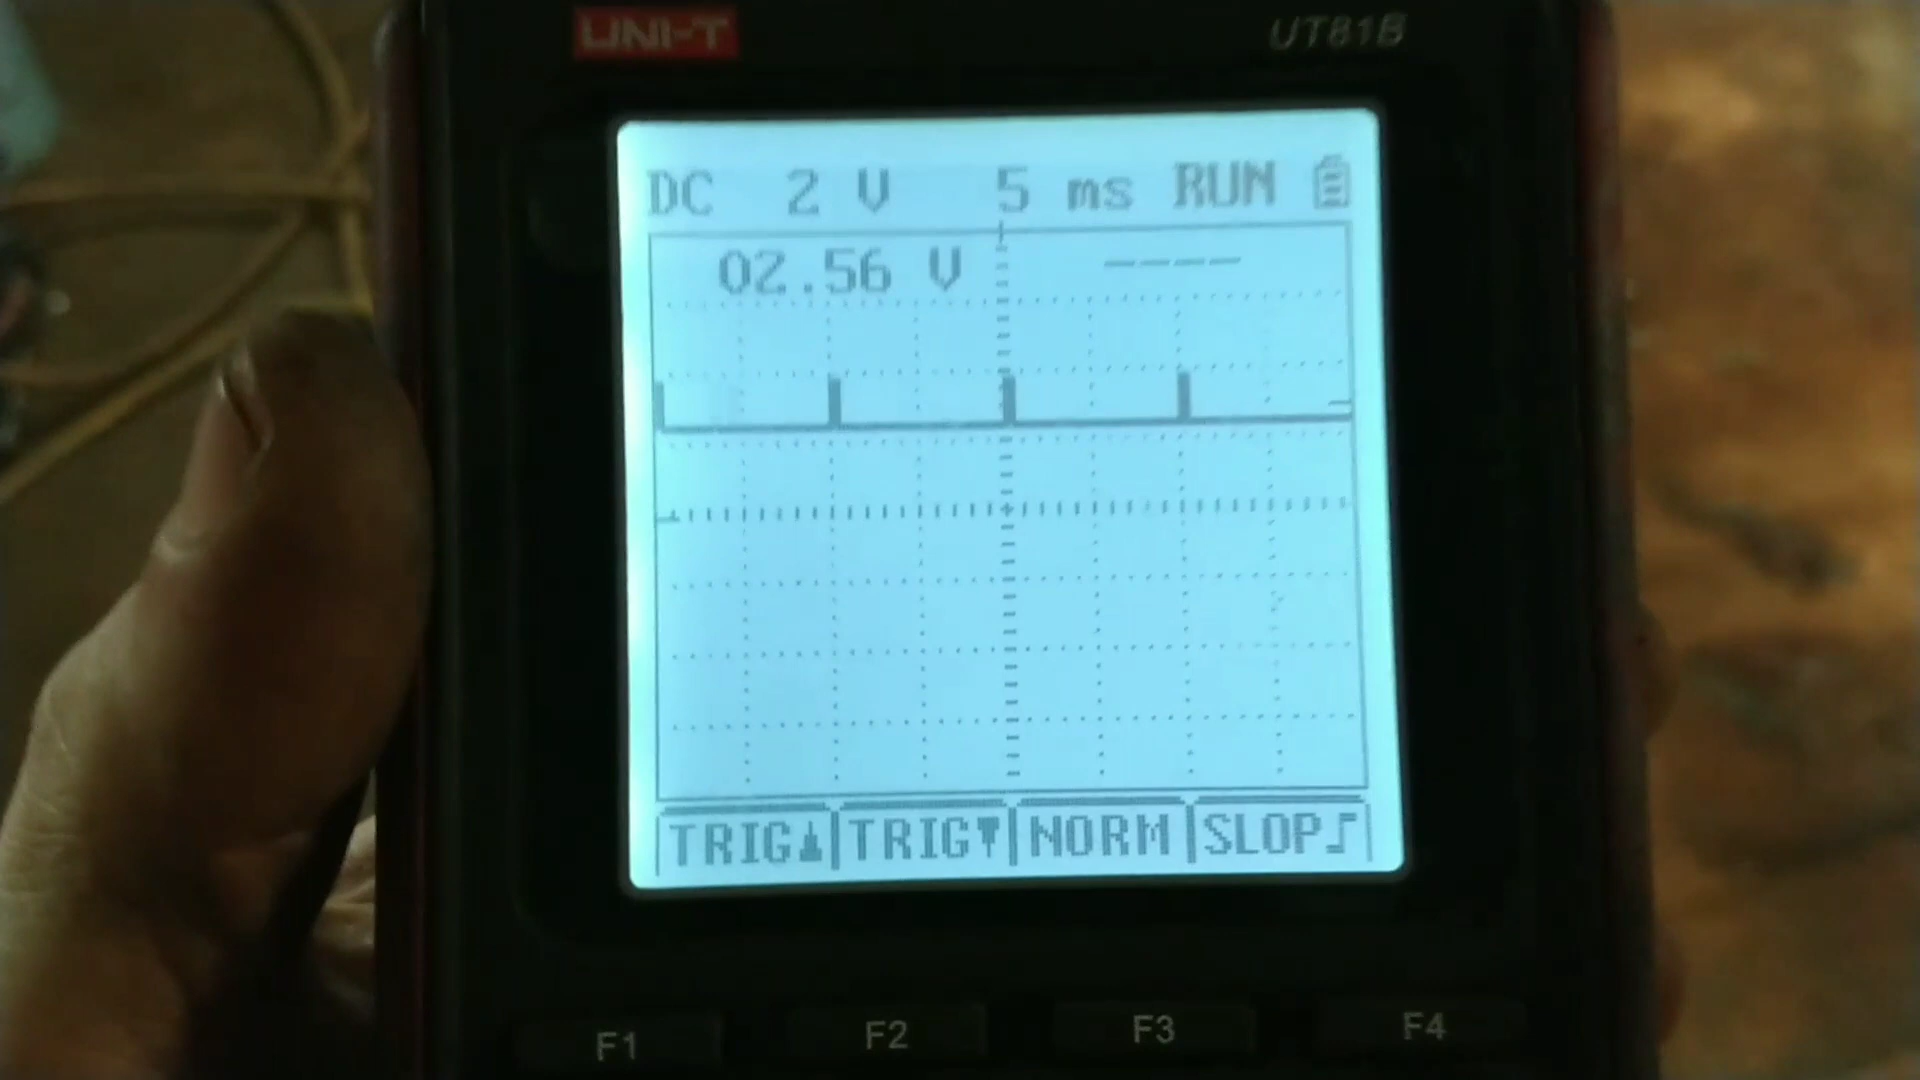 UNI-T UT81B
DC 2 V 5 ms RUN
02.56 V ----
TRIG▲ TRIG▼ NORM SLOP
F1 F2 F3 F4